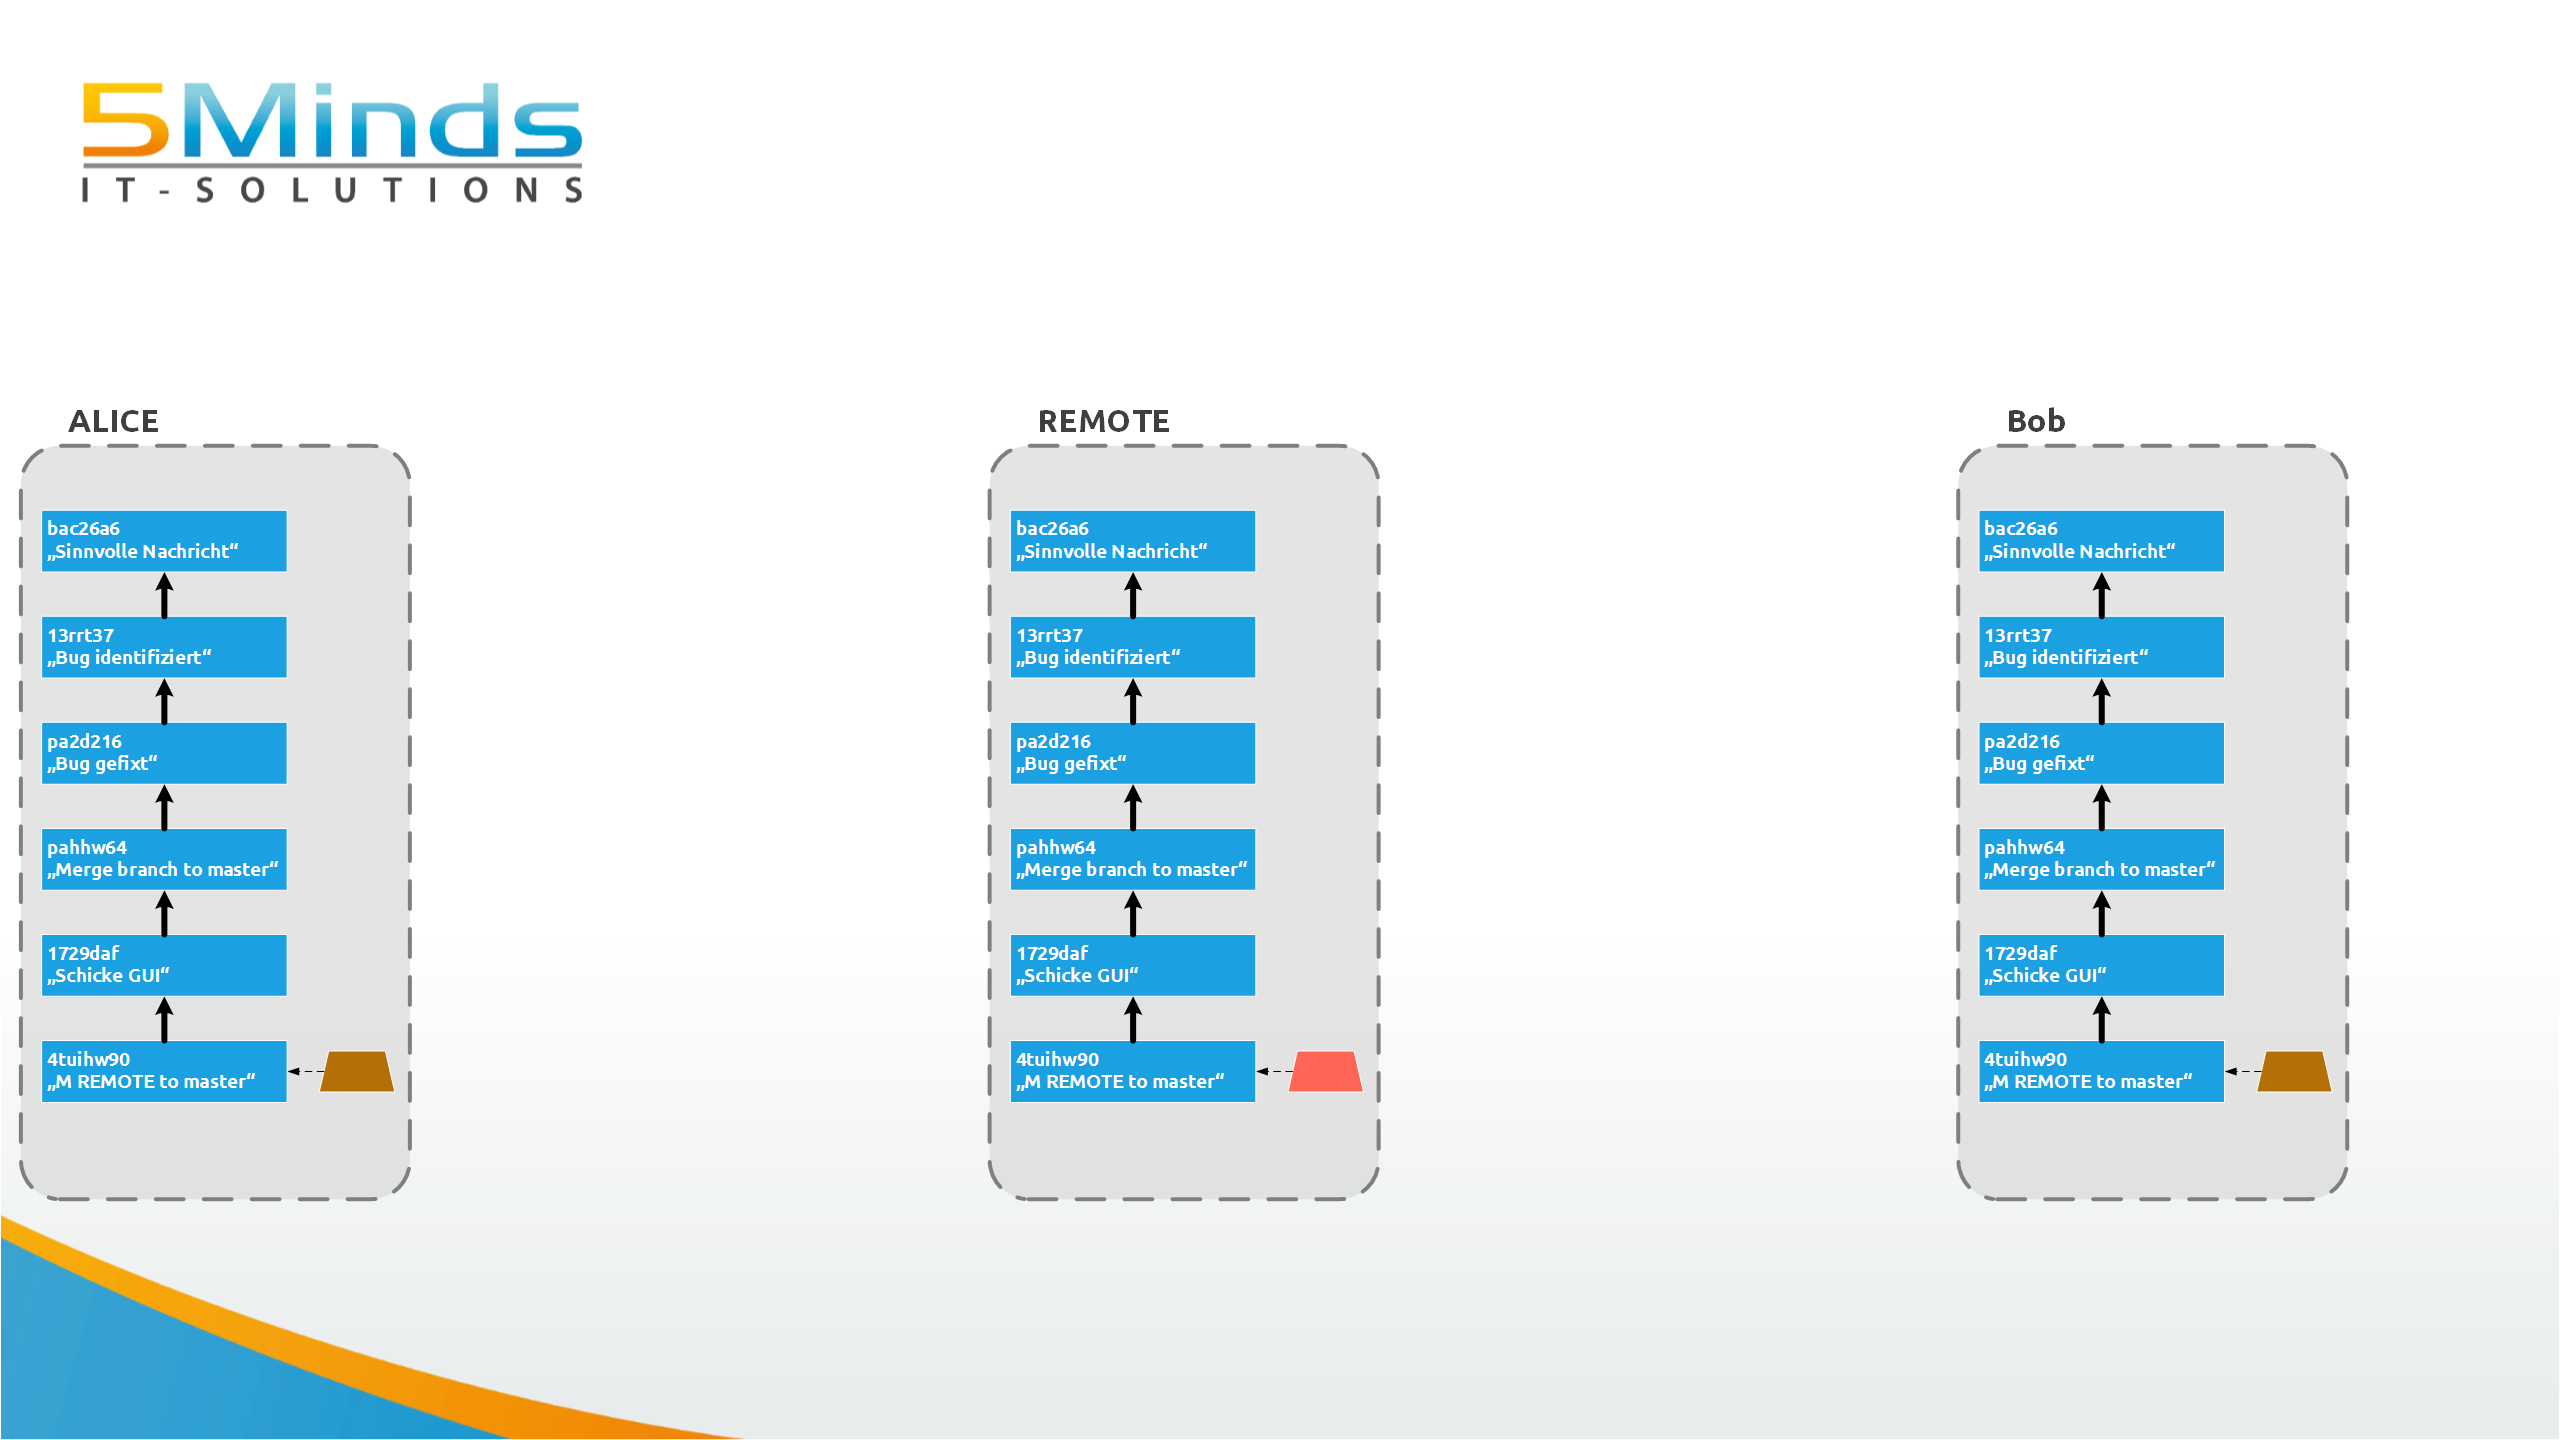 5Minds
IT-SOLUTIONS
ALICE
bac26a6
„Sinnvolle Nachricht“
13rrt37
„Bug identifiziert“
pa2d216
„Bug gefixt“
pahhw64
„Merge branch to master“
1729daf
„Schicke GUI“
4tuihw90
„M REMOTE to master“
REMOTE
bac26a6
„Sinnvolle Nachricht“
13rrt37
„Bug identifiziert“
pa2d216
„Bug gefixt“
pahhw64
„Merge branch to master“
1729daf
„Schicke GUI“
4tuihw90
„M REMOTE to master“
Bob
bac26a6
„Sinnvolle Nachricht“
13rrt37
„Bug identifiziert“
pa2d216
„Bug gefixt“
pahhw64
„Merge branch to master“
1729daf
„Schicke GUI“
4tuihw90
„M REMOTE to master“